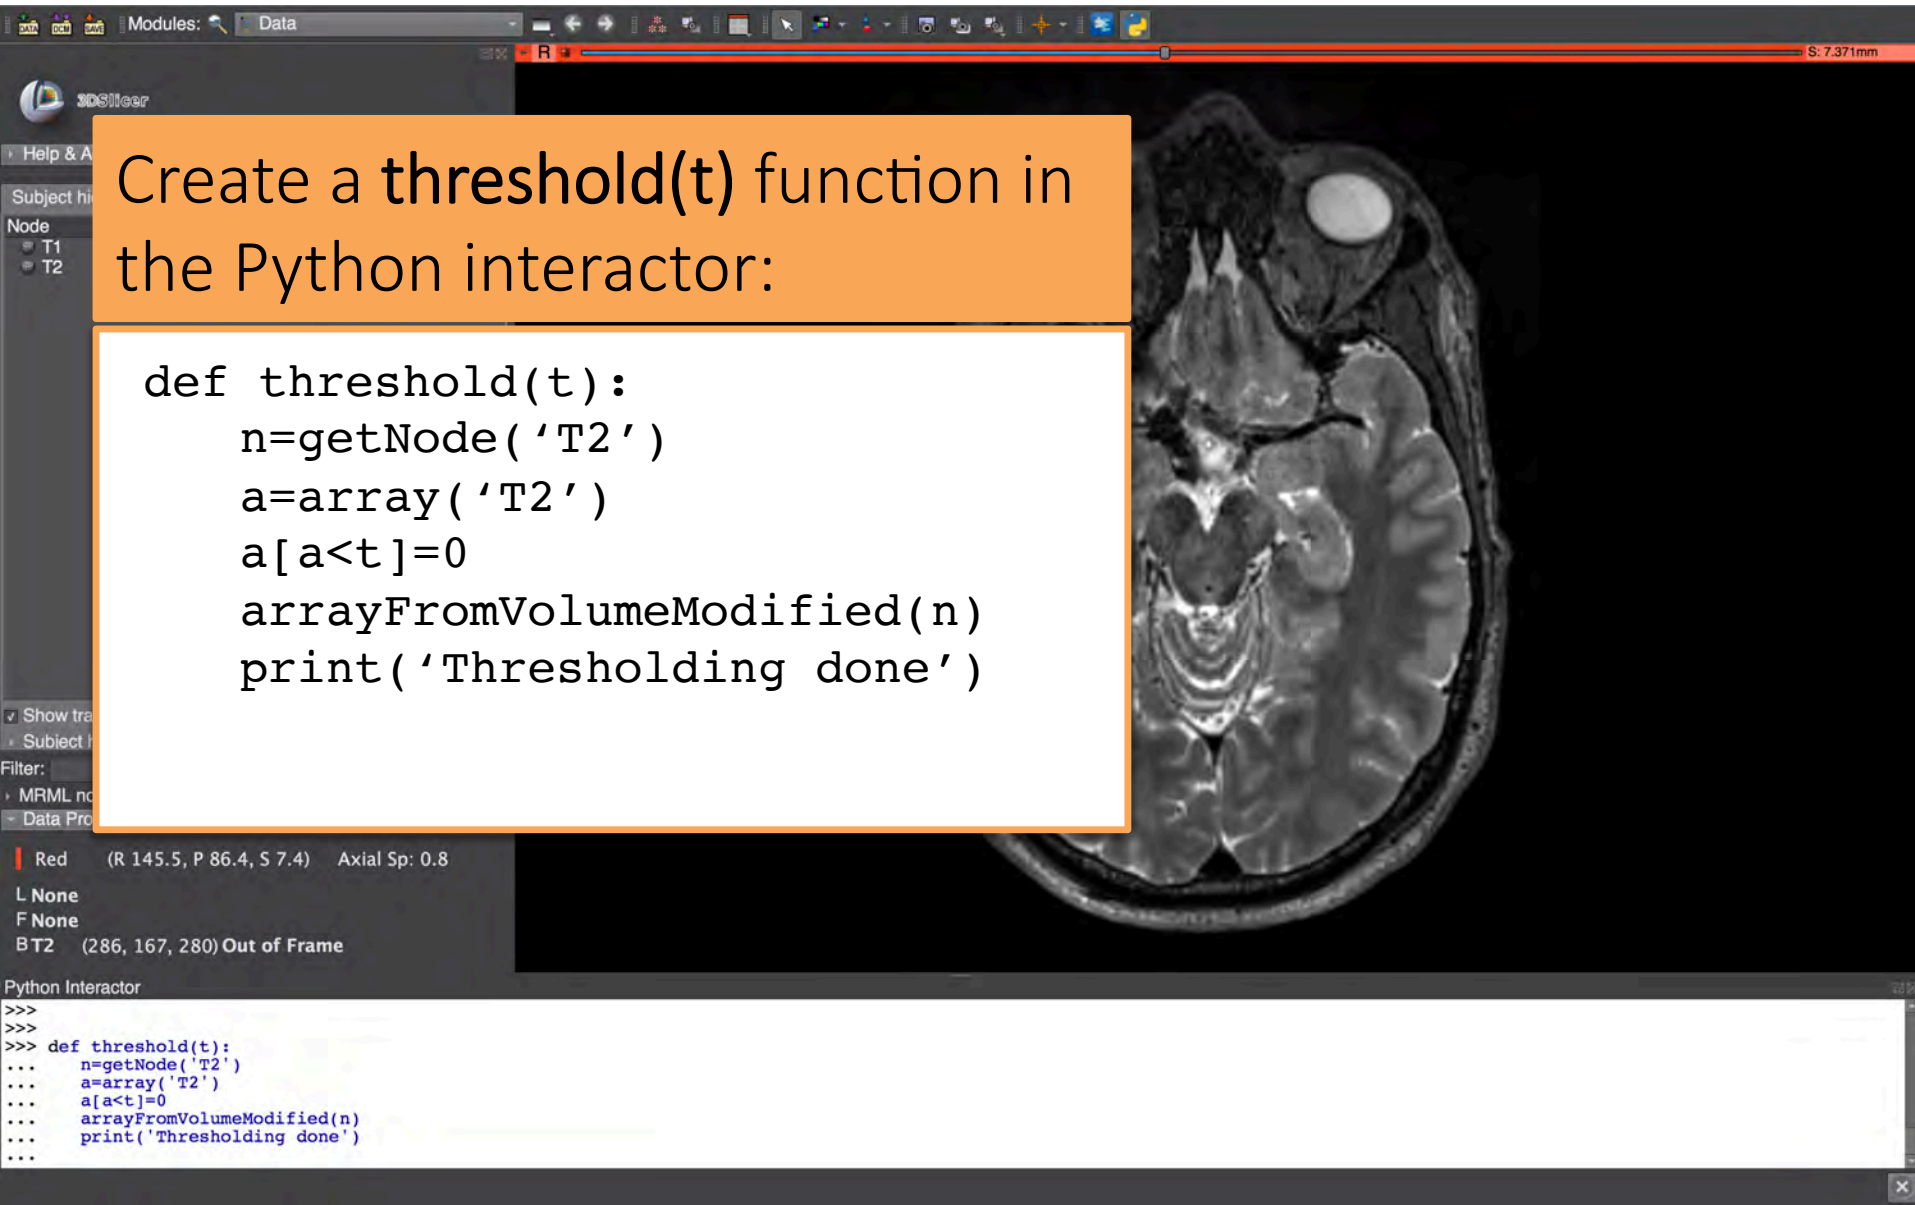 DATA DCM SAVE Modules: Data
R S: 7.371mm
3DSlicer
Help & A
Create a threshold(t) function in
the Python interactor:
Subject hi
Node
T1
T2
def threshold(t):
n=getNode(‘T2’)
a=array(‘T2’)
a[a<t]=0
arrayFromVolumeModified(n)
print(‘Thresholding done’)
Show tra
Subject h
Filter:
MRML no
Data Pro
Red (R 145.5, P 86.4, S 7.4) Axial Sp: 0.8
L None
F None
B T2 (286, 167, 280) Out of Frame
Python Interactor
>>>
>>>
>>> def threshold(t):
... n=getNode('T2')
... a=array('T2')
... a[a<t]=0
... arrayFromVolumeModified(n)
... print('Thresholding done')
...